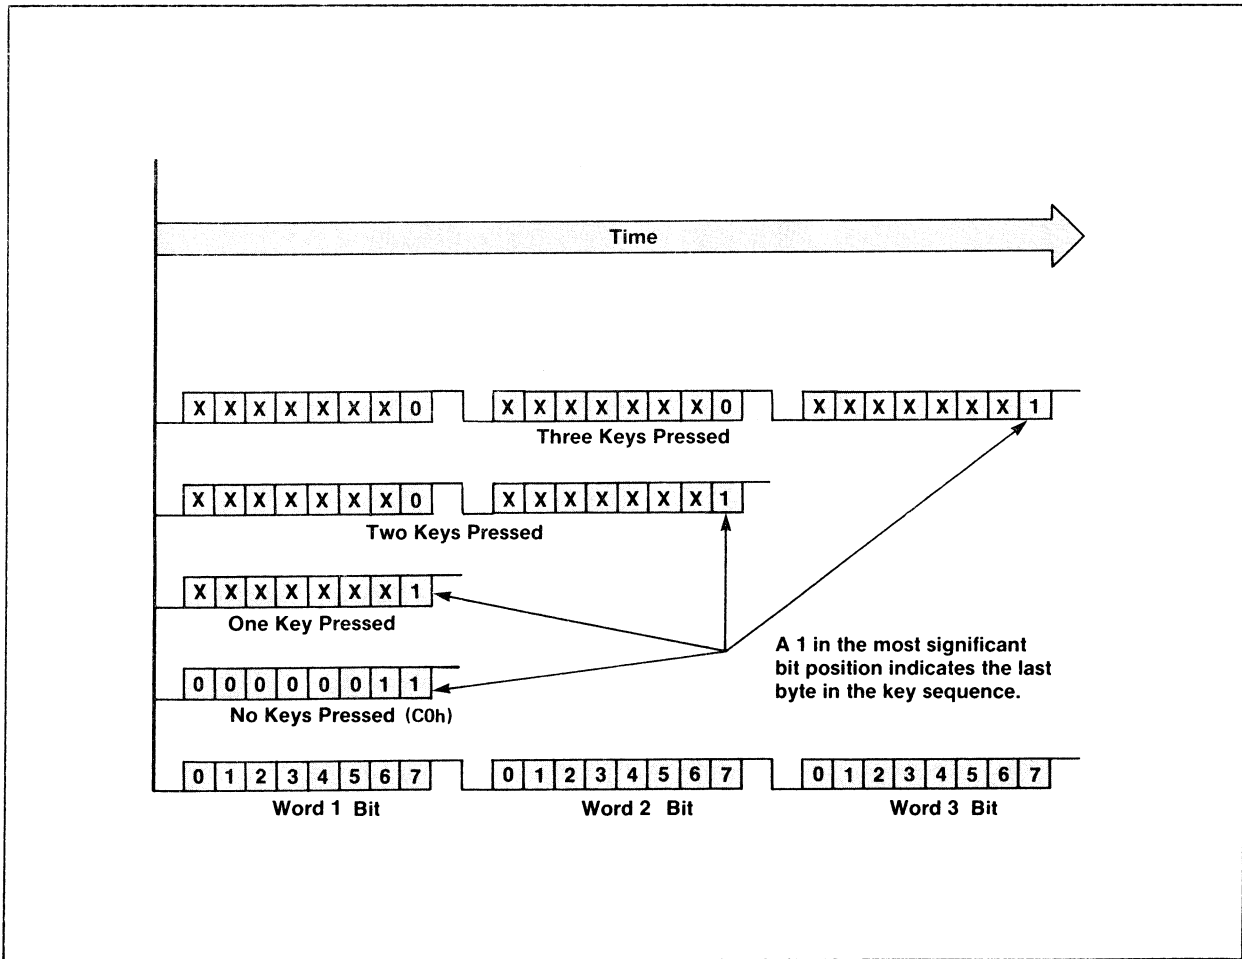 Time
X X X X X X X 0 X X X X X X X 0 X X X X X X X 1
Three Keys Pressed
X X X X X X X 0 X X X X X X X 1
Two Keys Pressed
X X X X X X X 1
One Key Pressed
A 1 in the most significant
bit position indicates the last
byte in the key sequence.
0 0 0 0 0 0 1 1
No Keys Pressed (C0h)
0 1 2 3 4 5 6 7 0 1 2 3 4 5 6 7 0 1 2 3 4 5 6 7
Word 1 Bit Word 2 Bit Word 3 Bit